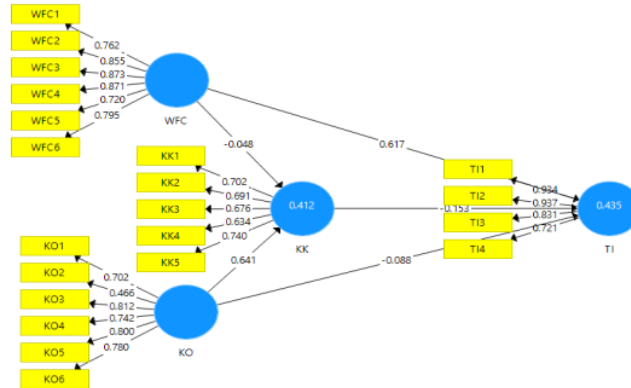 WFC1
WFC2
WFC3
WFC4
WFC5
WFC6
0.762
0.855
0.873
0.871
0.720
0.795
WFC
-0.048
0.617
KK1
KK2
KK3
KK4
KK5
0.702
0.691
0.676
0.634
0.740
0.412
KK
-0.153
TI1
TI2
TI3
TI4
0.934
0.937
0.831
0.721
0.435
TI
0.641
-0.088
KO1
KO2
KO3
KO4
KO5
KO6
0.702
0.466
0.812
0.742
0.800
0.780
KO